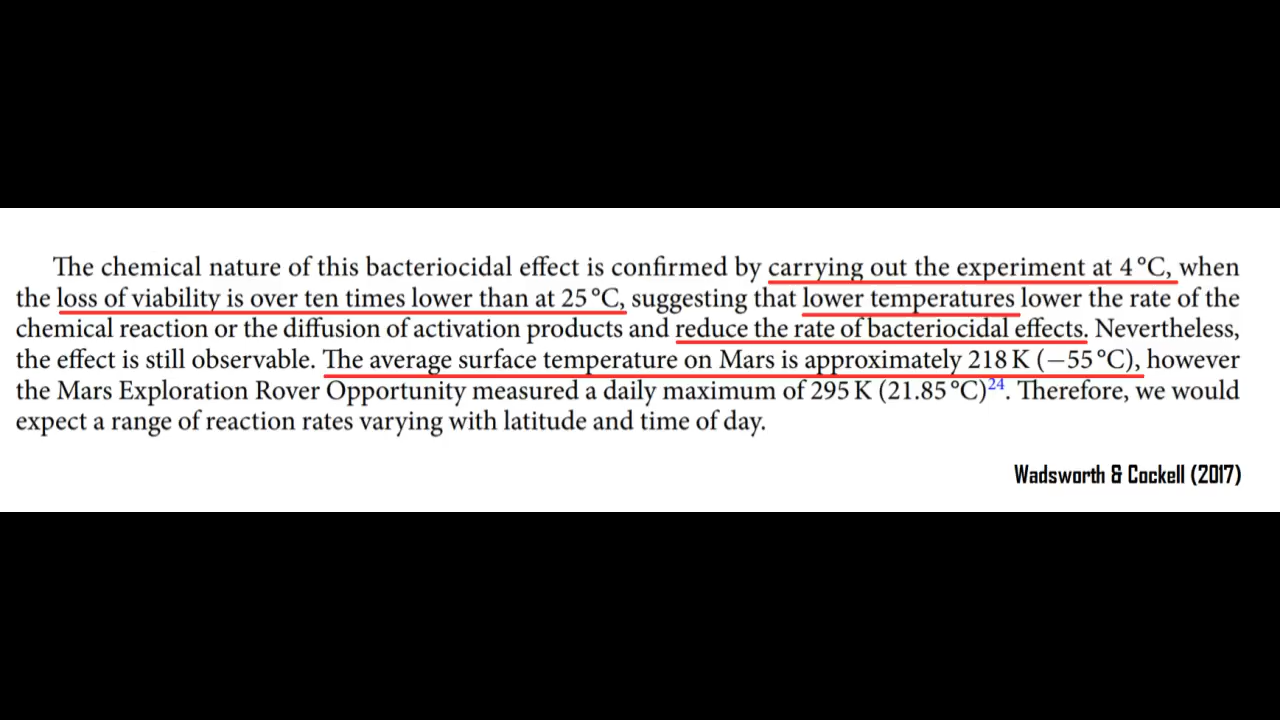 The chemical nature of this bacteriocidal effect is confirmed by carrying out the experiment at 4 °C, when
the loss of viability is over ten times lower than at 25 °C, suggesting that lower temperatures lower the rate of the
chemical reaction or the diffusion of activation products and reduce the rate of bacteriocidal effects. Nevertheless,
the effect is still observable. The average surface temperature on Mars is approximately 218 K (−55 °C), however
the Mars Exploration Rover Opportunity measured a daily maximum of 295 K (21.85 °C)24. Therefore, we would
expect a range of reaction rates varying with latitude and time of day.
Wadsworth & Cockell (2017)